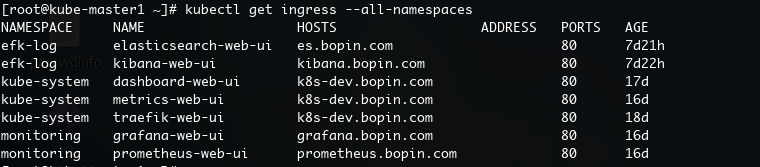 [root@kube-master1 ~]# kubectl get ingress --all-namespaces
NAMESPACE NAME HOSTS ADDRESS PORTS AGE
efk-log elasticsearch-web-ui es.bopin.com 80 7d21h
efk-log kibana-web-ui kibana.bopin.com 80 7d22h
kube-system dashboard-web-ui k8s-dev.bopin.com 80 17d
kube-system metrics-web-ui k8s-dev.bopin.com 80 16d
kube-system traefik-web-ui k8s-dev.bopin.com 80 18d
monitoring grafana-web-ui grafana.bopin.com 80 16d
monitoring prometheus-web-ui prometheus.bopin.com 80 16d